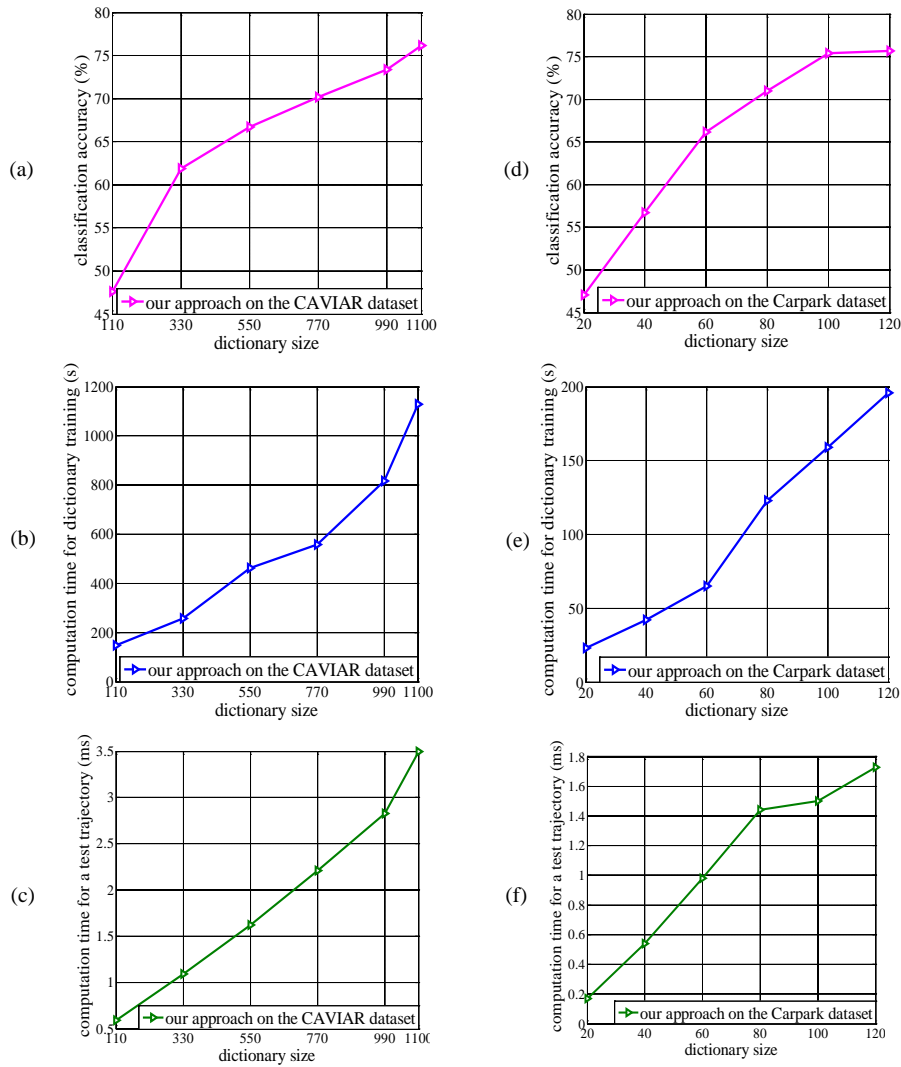 (a)
classification accuracy (%)
80
75
70
65
60
55
50
45
110 330 550 770 990 1100
our approach on the CAVIAR dataset
dictionary size
(d)
classification accuracy (%)
80
75
70
65
60
55
50
45
20 40 60 80 100 120
our approach on the Carpark dataset
dictionary size
(b)
computation time for dictionary training (s)
1200
1000
800
600
400
200
0
110 330 550 770 990 1100
our approach on the CAVIAR dataset
dictionary size
(e)
computation time for dictionary training (s)
200
150
100
50
0
20 40 60 80 100 120
our approach on the Carpark dataset
dictionary size
(c)
computation time for a test trajectory (ms)
3.5
3
2.5
2
1.5
1
0.5
110 330 550 770 990 1100
our approach on the CAVIAR dataset
dictionary size
(f)
computation time for a test trajectory (ms)
1.8
1.6
1.4
1.2
1
0.8
0.6
0.4
0.2
0
20 40 60 80 100 120
our approach on the Carpark dataset
dictionary size